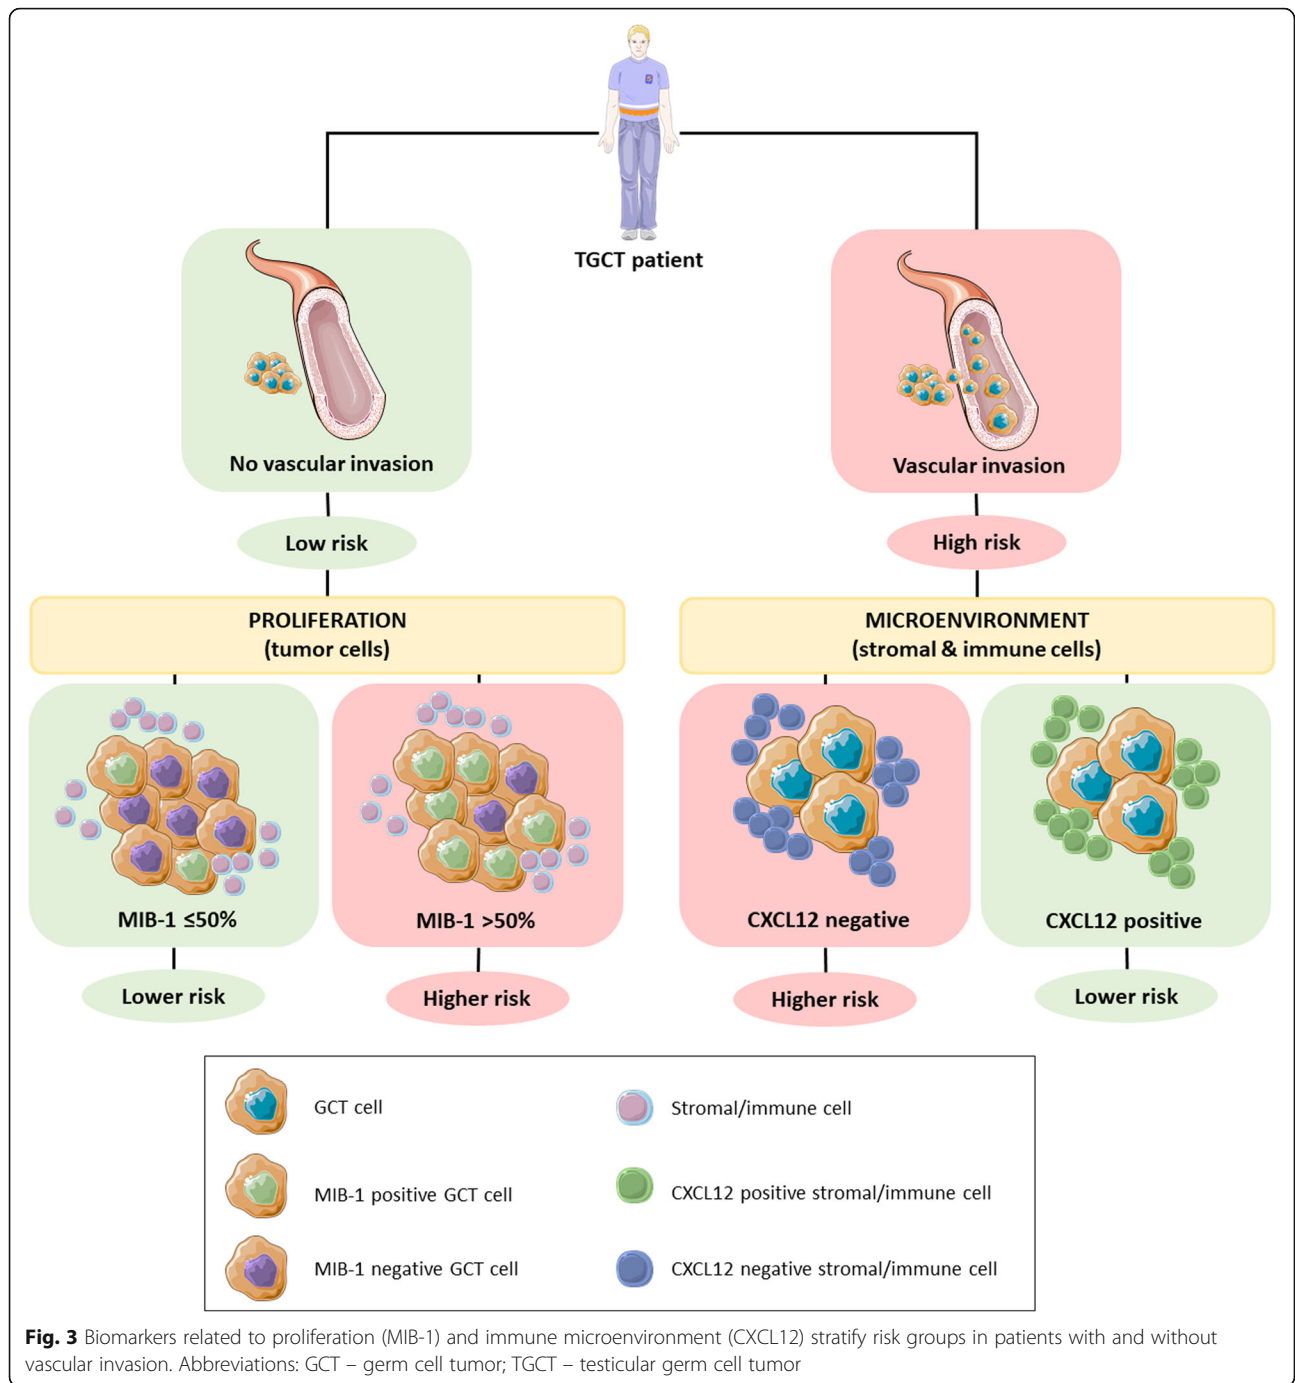 TGCT patient
No vascular invasion
Vascular invasion
Low risk
High risk
PROLIFERATION
(tumor cells)
MICROENVIRONMENT
(stromal & immune cells)
MIB-1 ≤50%
MIB-1 >50%
CXCL12 negative
CXCL12 positive
Lower risk
Higher risk
Higher risk
Lower risk
GCT cell
Stromal/immune cell
MIB-1 positive GCT cell
CXCL12 positive stromal/immune cell
MIB-1 negative GCT cell
CXCL12 negative stromal/immune cell
Fig. 3 Biomarkers related to proliferation (MIB-1) and immune microenvironment (CXCL12) stratify risk groups in patients with and without
vascular invasion. Abbreviations: GCT – germ cell tumor; TGCT – testicular germ cell tumor